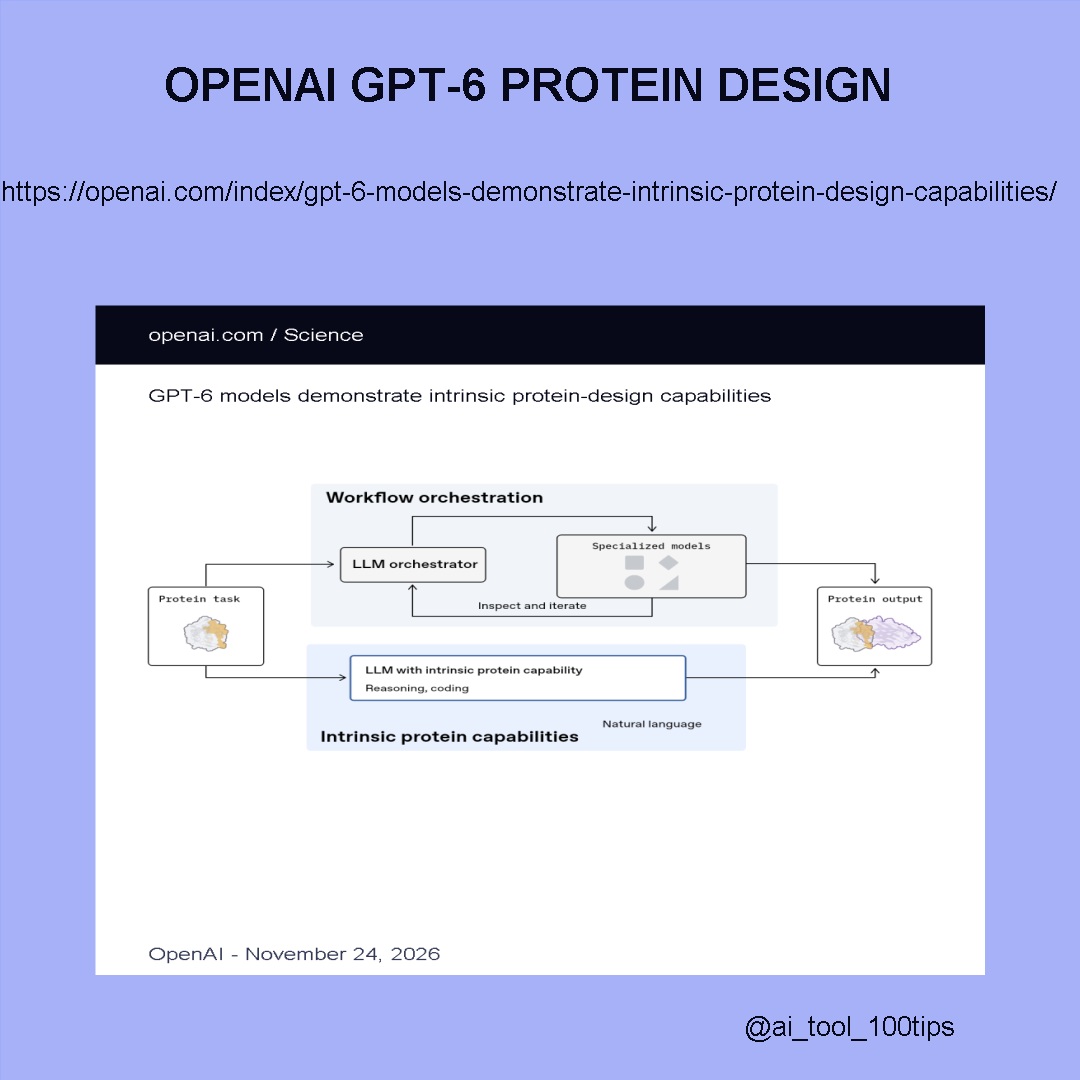 OPENAI GPT-6 PROTEIN DESIGN
https://openai.com/index/gpt-6-models-demonstrate-intrinsic-protein-design-capabilities/
openai.com / Science
GPT-6 models demonstrate intrinsic protein-design capabilities
Workflow orchestration
Specialized models
LLM orchestrator
Inspect and iterate
Protein task
Protein output
LLM with intrinsic protein capability
Reasoning, coding
Natural language
Intrinsic protein capabilities
OpenAI - November 24, 2026
@ai_tool_100tips